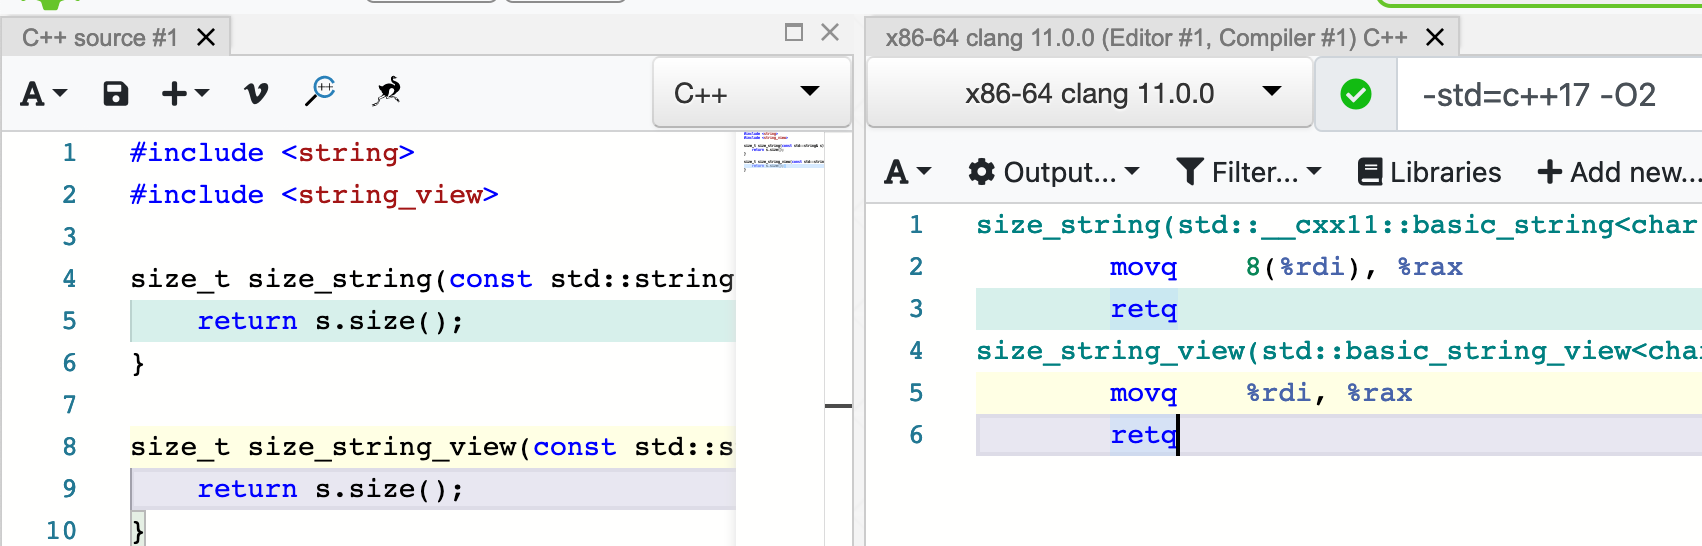 C++ source #1
A
C++
1 #include <string>
2 #include <string_view>
3
4 size_t size_string(const std::string
5 return s.size();
6 }
7
8 size_t size_string_view(const std::s
9 return s.size();
10 }
x86-64 clang 11.0.0 (Editor #1, Compiler #1) C++
x86-64 clang 11.0.0
-std=c++17 -O2
A Output... Filter... Libraries + Add new...
1 size_string(std::__cxx11::basic_string<char
2 movq 8(%rdi), %rax
3 retq
4 size_string_view(std::basic_string_view<cha
5 movq %rdi, %rax
6 retq